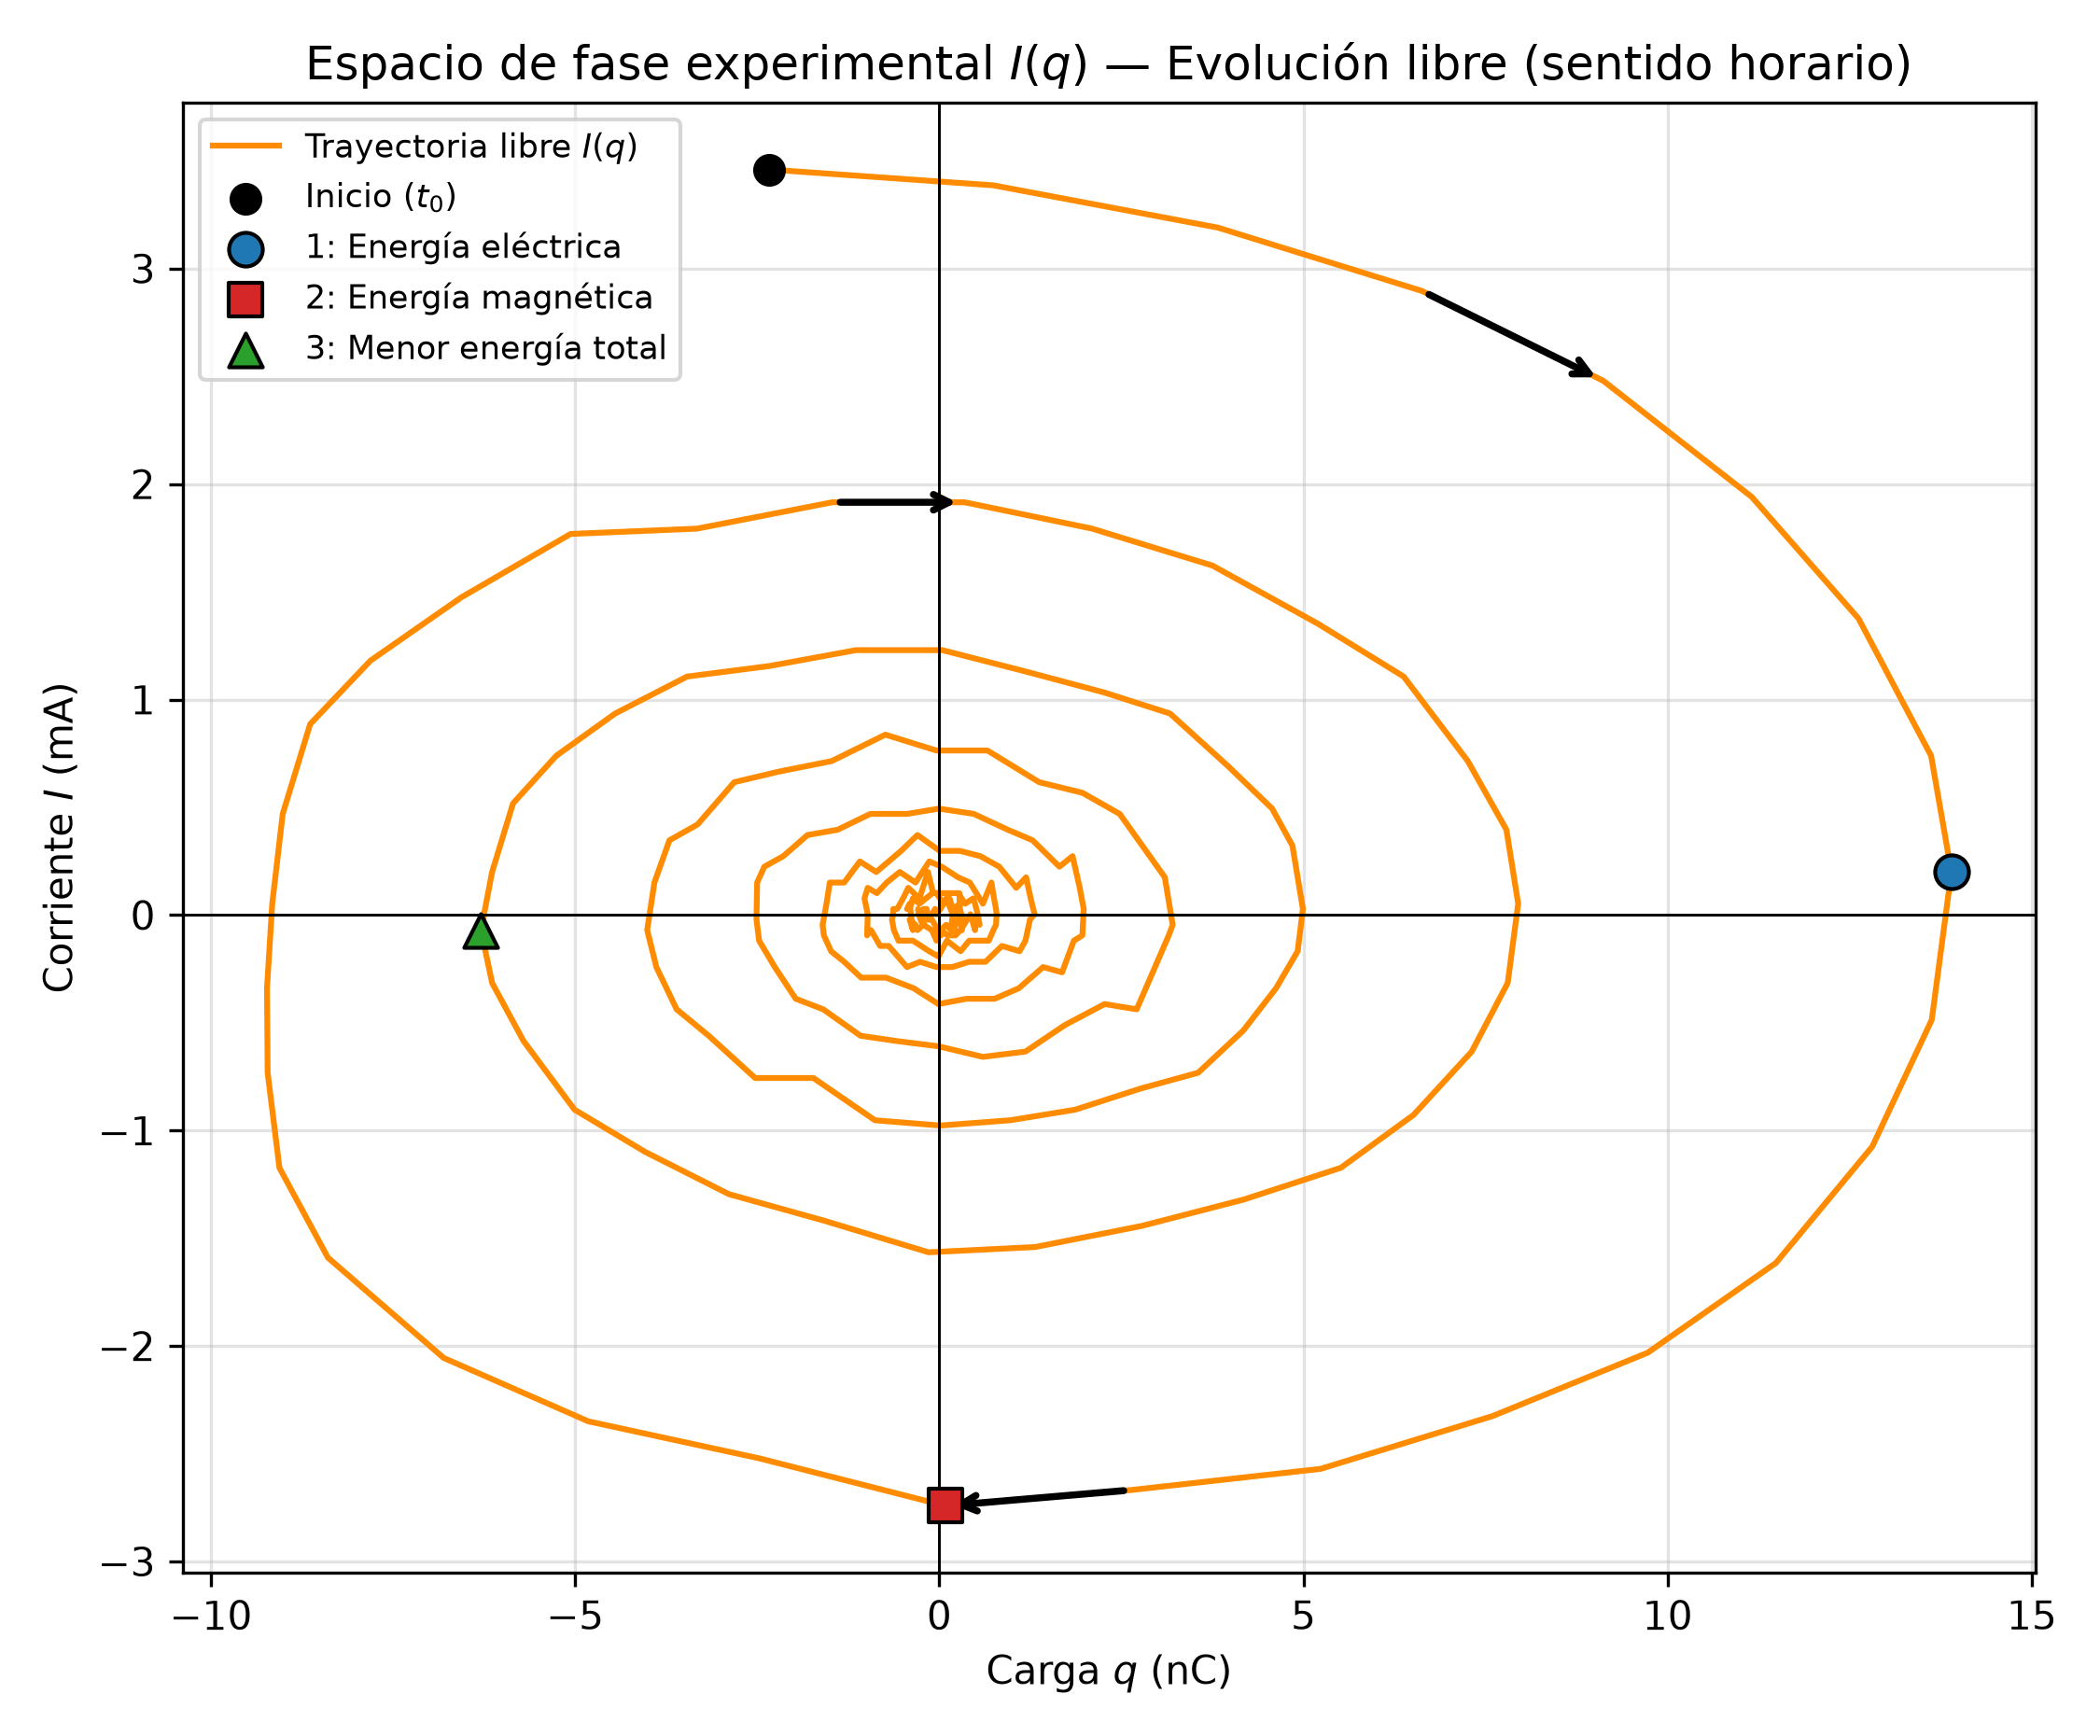 Espacio de fase experimental I(q) — Evolución libre (sentido horario)
Trayectoria libre I(q)
Inicio (t₀)
1: Energía eléctrica
2: Energía magnética
3: Menor energía total
Corriente I (mA)
3
2
1
0
−1
−2
−3
−10
−5
0
5
10
15
Carga q (nC)